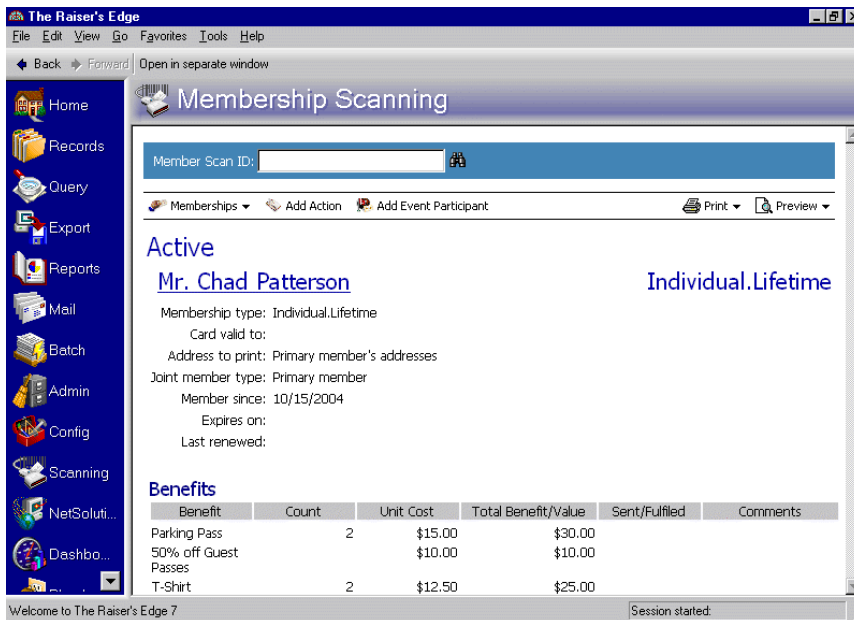 The Raiser's Edge
File Edit View Go Favorites Tools Help
Back Forward Open in separate window
Home
Records
Query
Export
Reports
Mail
Batch
Admin
Config
Scanning
NetSoluti...
Dashbo...
Membership Scanning
Member Scan ID:
Memberships Add Action Add Event Participant Print Preview
Active
Mr. Chad Patterson Individual.Lifetime
Membership type: Individual.Lifetime
Card valid to:
Address to print: Primary member's addresses
Joint member type: Primary member
Member since: 10/15/2004
Expires on:
Last renewed:
Benefits
Benefit Count Unit Cost Total Benefit/Value Sent/Fulfiled Comments
Parking Pass 2 $15.00 $30.00
50% off Guest $10.00 $10.00
Passes
T-Shirt 2 $12.50 $25.00
Welcome to The Raiser's Edge 7 Session started: